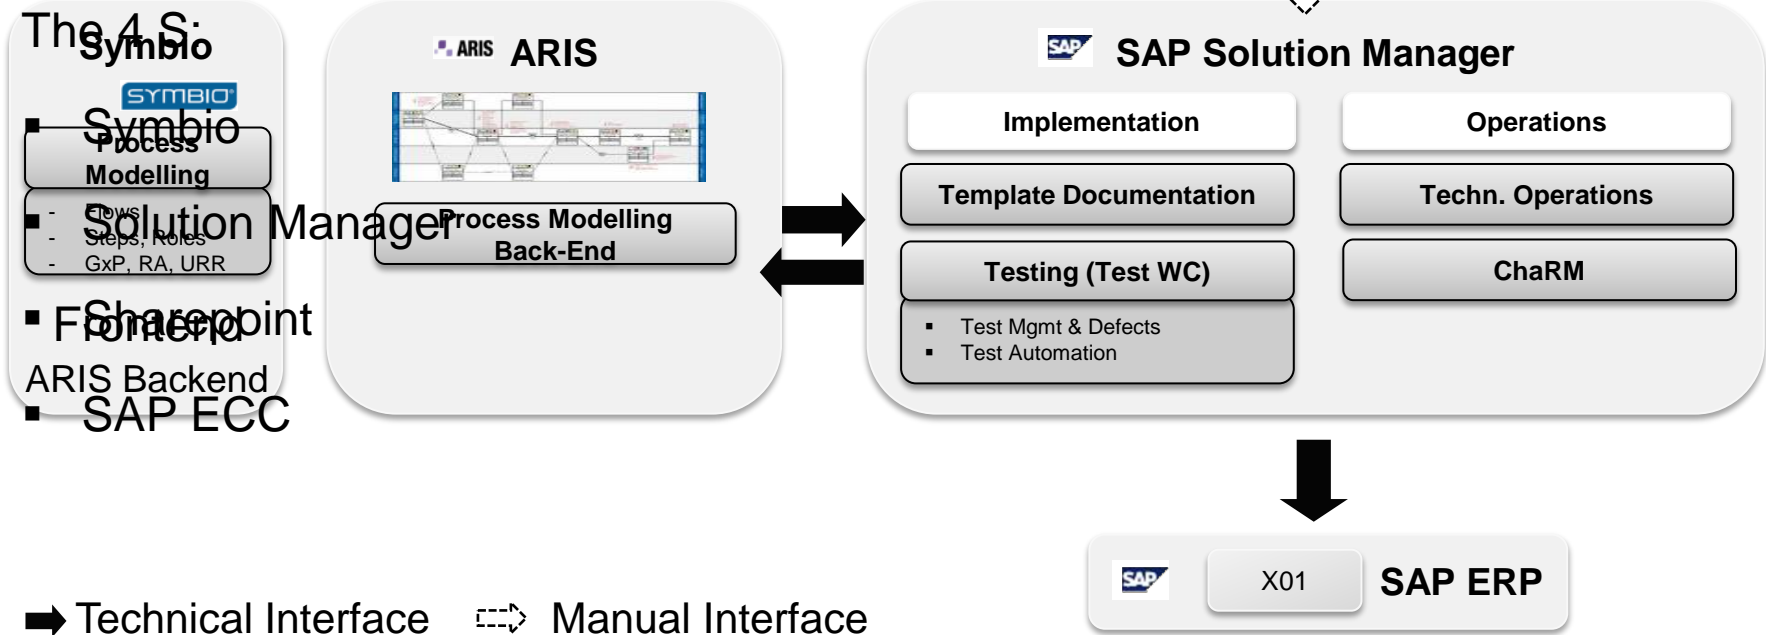 The 4 S:
Symbio
SYMBIO
Symbio
Process
Modelling
Solution Manager
- Flows
- Steps, Roles
- GxP, RA, URR
Sharepoint
Frontend
ARIS Backend
SAP ECC
ARIS ARIS
Process Modelling
Back-End
SAP SAP Solution Manager
Implementation
Operations
Template Documentation
Techn. Operations
Testing (Test WC)
ChaRM
Test Mgmt & Defects
Test Automation
SAP X01 SAP ERP
Technical Interface
Manual Interface